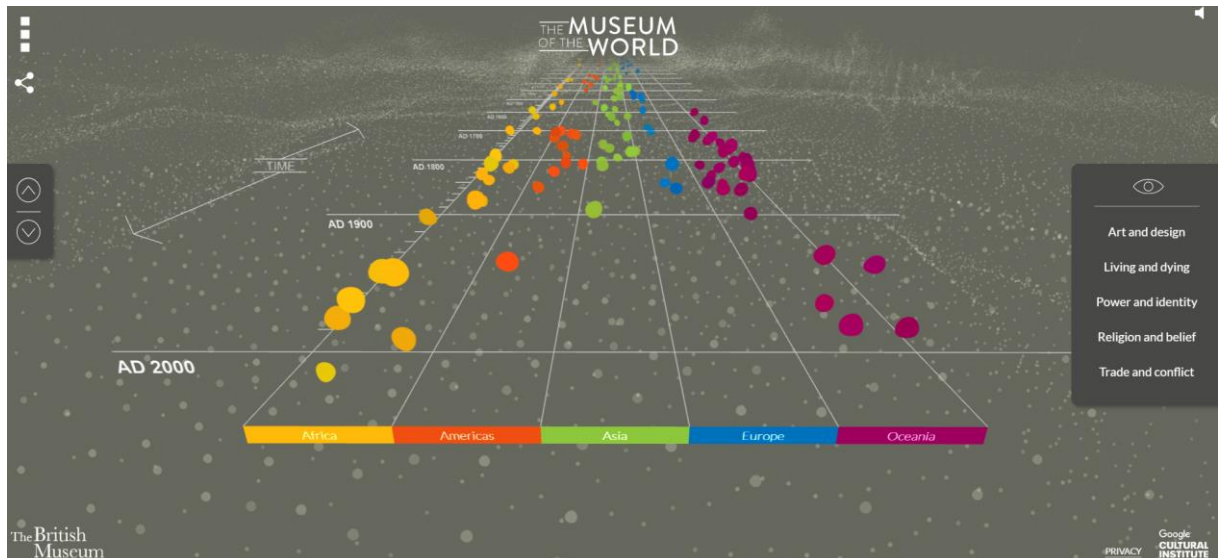 THE MUSEUM
OF THE WORLD
TIME
AD 1700
AD 1800
AD 1900
AD 2000
Africa
Americas
Asia
Europe
Oceania
Art and design
Living and dying
Power and identity
Religion and belief
Trade and conflict
The British
Museum
PRIVACY
Google
CULTURAL
INSTITUTE